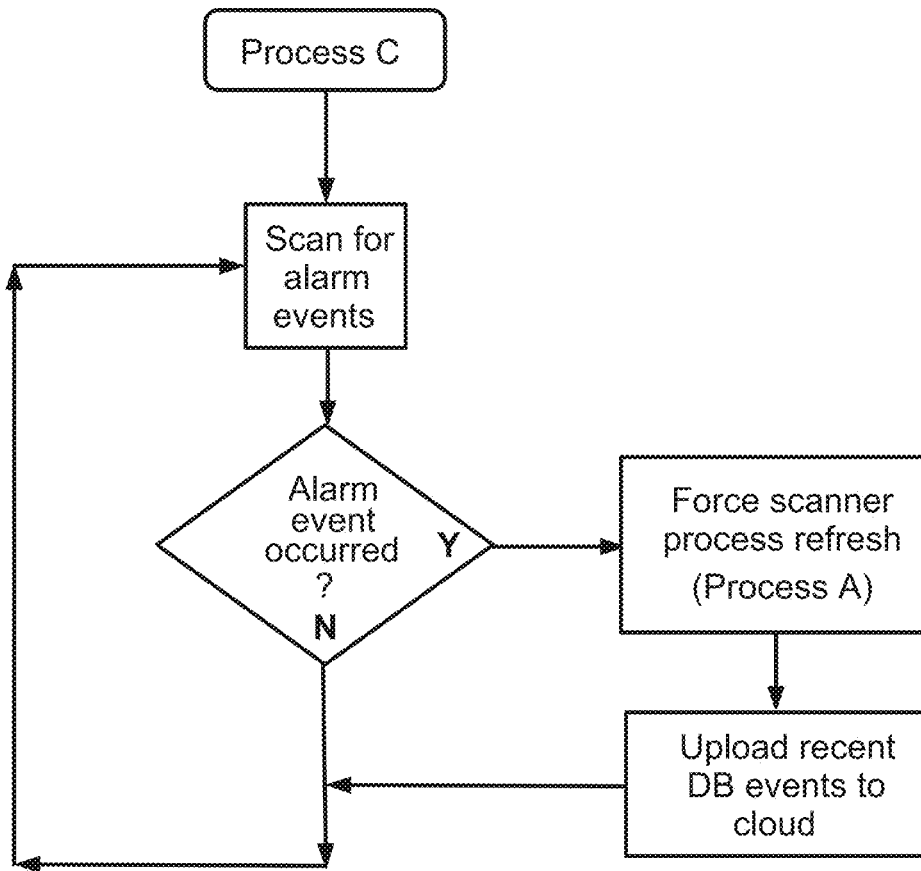 Process C
Scan for
alarm
events
Alarm
event
occurred
?
Y
N
Force scanner
process refresh
(Process A)
Upload recent
DB events to
cloud